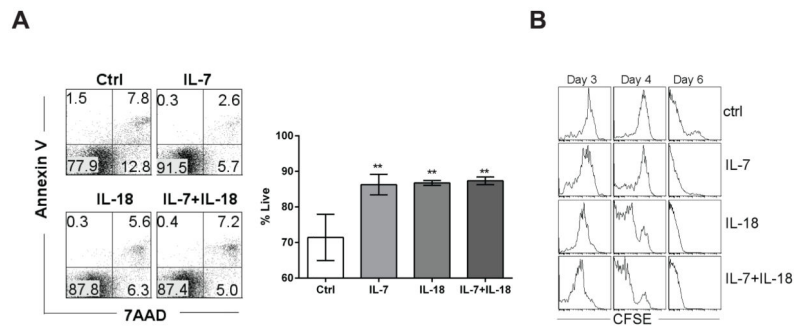 A
Ctrl IL-7
1.5 7.8 0.3 2.6
77.9 12.8 91.5 5.7
IL-18 IL-7+IL-18
0.3 5.6 0.4 7.2
87.8 6.3 87.4 5.0
Annexin V
7AAD
% Live
100
90
80
70
60
** ** **
Ctrl IL-7 IL-18 IL-7+IL-18
B
Day 3 Day 4 Day 6
ctrl
IL-7
IL-18
IL-7+IL-18
CFSE